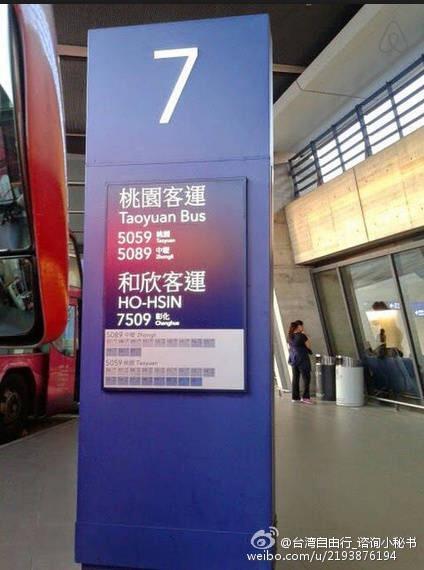 7
桃園客運
Taoyuan Bus
5059 桃園 Taoyuan
5089 中壢 Zhongli
和欣客運
HO-HSIN
7509 彰化 Changhua
5089 中壢 Zhongli
5059 桃園 Taoyuan
@台湾自由行_谘询小秘书
weibo.com/u/2193876194